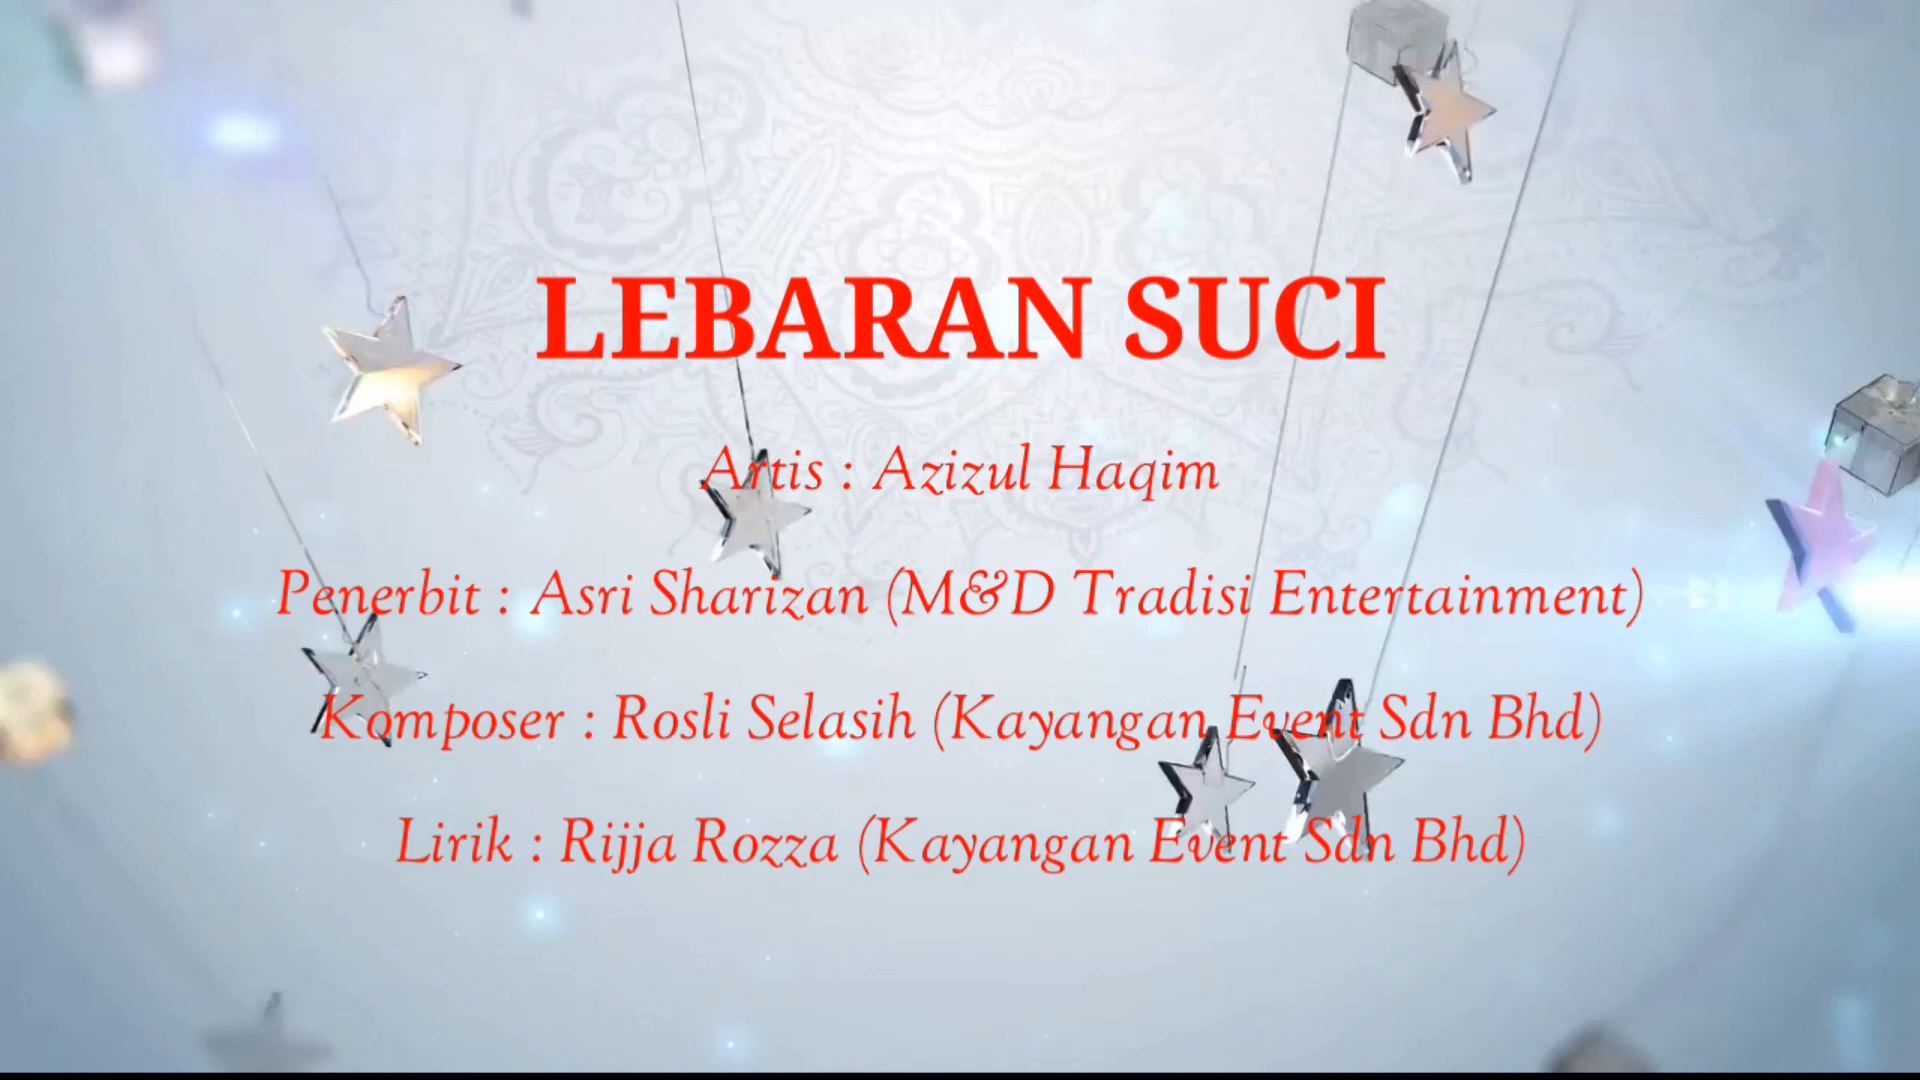 LEBARAN SUCI
Artis : Azizul Haqim
Penerbit : Asri Sharizan (M&D Tradisi Entertainment)
Komposer : Rosli Selasih (Kayangan Event Sdn Bhd)
Lirik : Rijja Rozza (Kayangan Event Sdn Bhd)